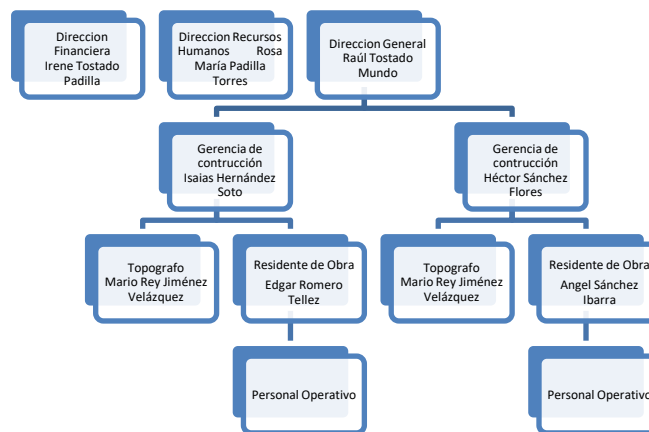 Direccion
Financiera
Irene Tostado
Padilla
Direccion Recursos
Humanos Rosa
María Padilla
Torres
Direccion General
Raúl Tostado
Mundo
Gerencia de
contrucción
Isaias Hernández
Soto
Gerencia de
contrucción
Héctor Sánchez
Flores
Topografo
Mario Rey Jiménez
Velázquez
Residente de Obra
Edgar Romero
Tellez
Topografo
Mario Rey Jiménez
Velázquez
Residente de Obra
Angel Sánchez
Ibarra
Personal Operativo
Personal Operativo